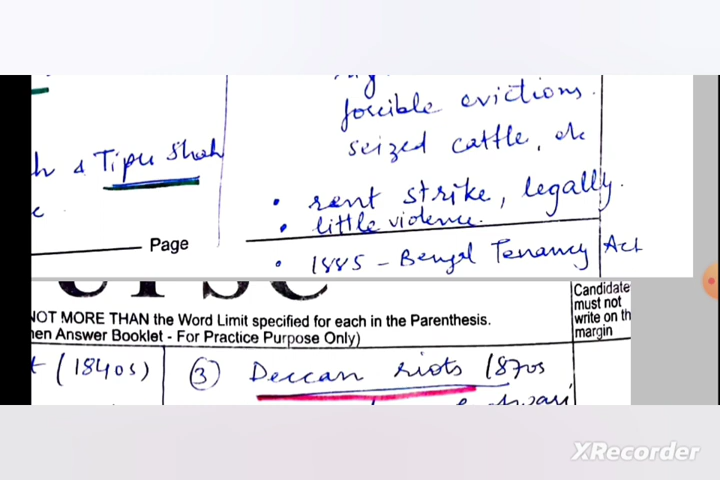 forcible evictions.
seized cattle, etc
& Tipu Shah
• rent strike, legally.
• little violence.
Page
• 1885 - Bengal Tenancy Act
UPSC
NOT MORE THAN the Word Limit specified for each in the Parenthesis.
Answer Booklet - For Practice Purpose Only)
Candidate
must not
write on th
margin
(1840s)
③ Deccan riots 1870s
XRecorder